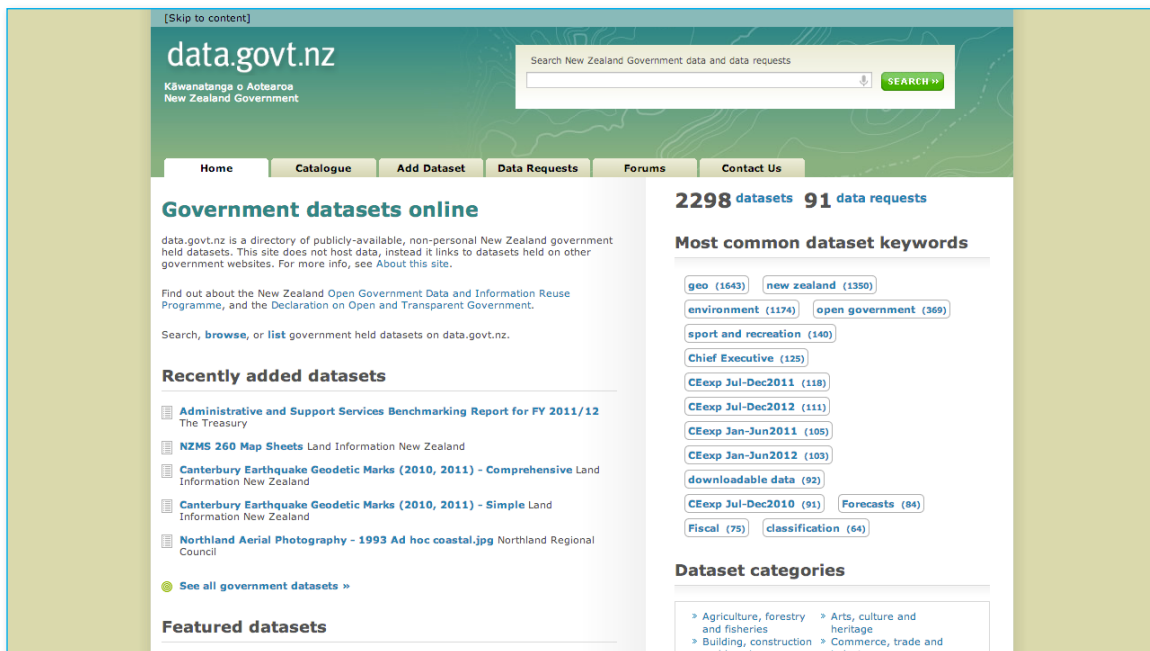 [Skip to content]
data.govt.nz
Kāwanatanga o Aotearoa
New Zealand Government
Search New Zealand Government data and data requests
SEARCH »
Home
Catalogue
Add Dataset
Data Requests
Forums
Contact Us
Government datasets online
data.govt.nz is a directory of publicly-available, non-personal New Zealand government
held datasets. This site does not host data, instead it links to datasets held on other
government websites. For more info, see About this site.
Find out about the New Zealand Open Government Data and Information Reuse
Programme, and the Declaration on Open and Transparent Government.
Search, browse, or list government held datasets on data.govt.nz.
Recently added datasets
Administrative and Support Services Benchmarking Report for FY 2011/12
The Treasury
NZMS 260 Map Sheets Land Information New Zealand
Canterbury Earthquake Geodetic Marks (2010, 2011) - Comprehensive Land
Information New Zealand
Canterbury Earthquake Geodetic Marks (2010, 2011) - Simple Land
Information New Zealand
Northland Aerial Photography - 1993 Ad hoc coastal.jpg Northland Regional
Council
See all government datasets »
Featured datasets
2298 datasets 91 data requests
Most common dataset keywords
geo (1643) new zealand (1350)
environment (1174) open government (369)
sport and recreation (140)
Chief Executive (125)
CEexp Jul-Dec2011 (118)
CEexp Jul-Dec2012 (111)
CEexp Jan-Jun2011 (105)
CEexp Jan-Jun2012 (103)
downloadable data (92)
CEexp Jul-Dec2010 (91) Forecasts (84)
Fiscal (75) classification (64)
Dataset categories
» Agriculture, forestry
and fisheries
» Building, construction
» Arts, culture and
heritage
» Commerce, trade and